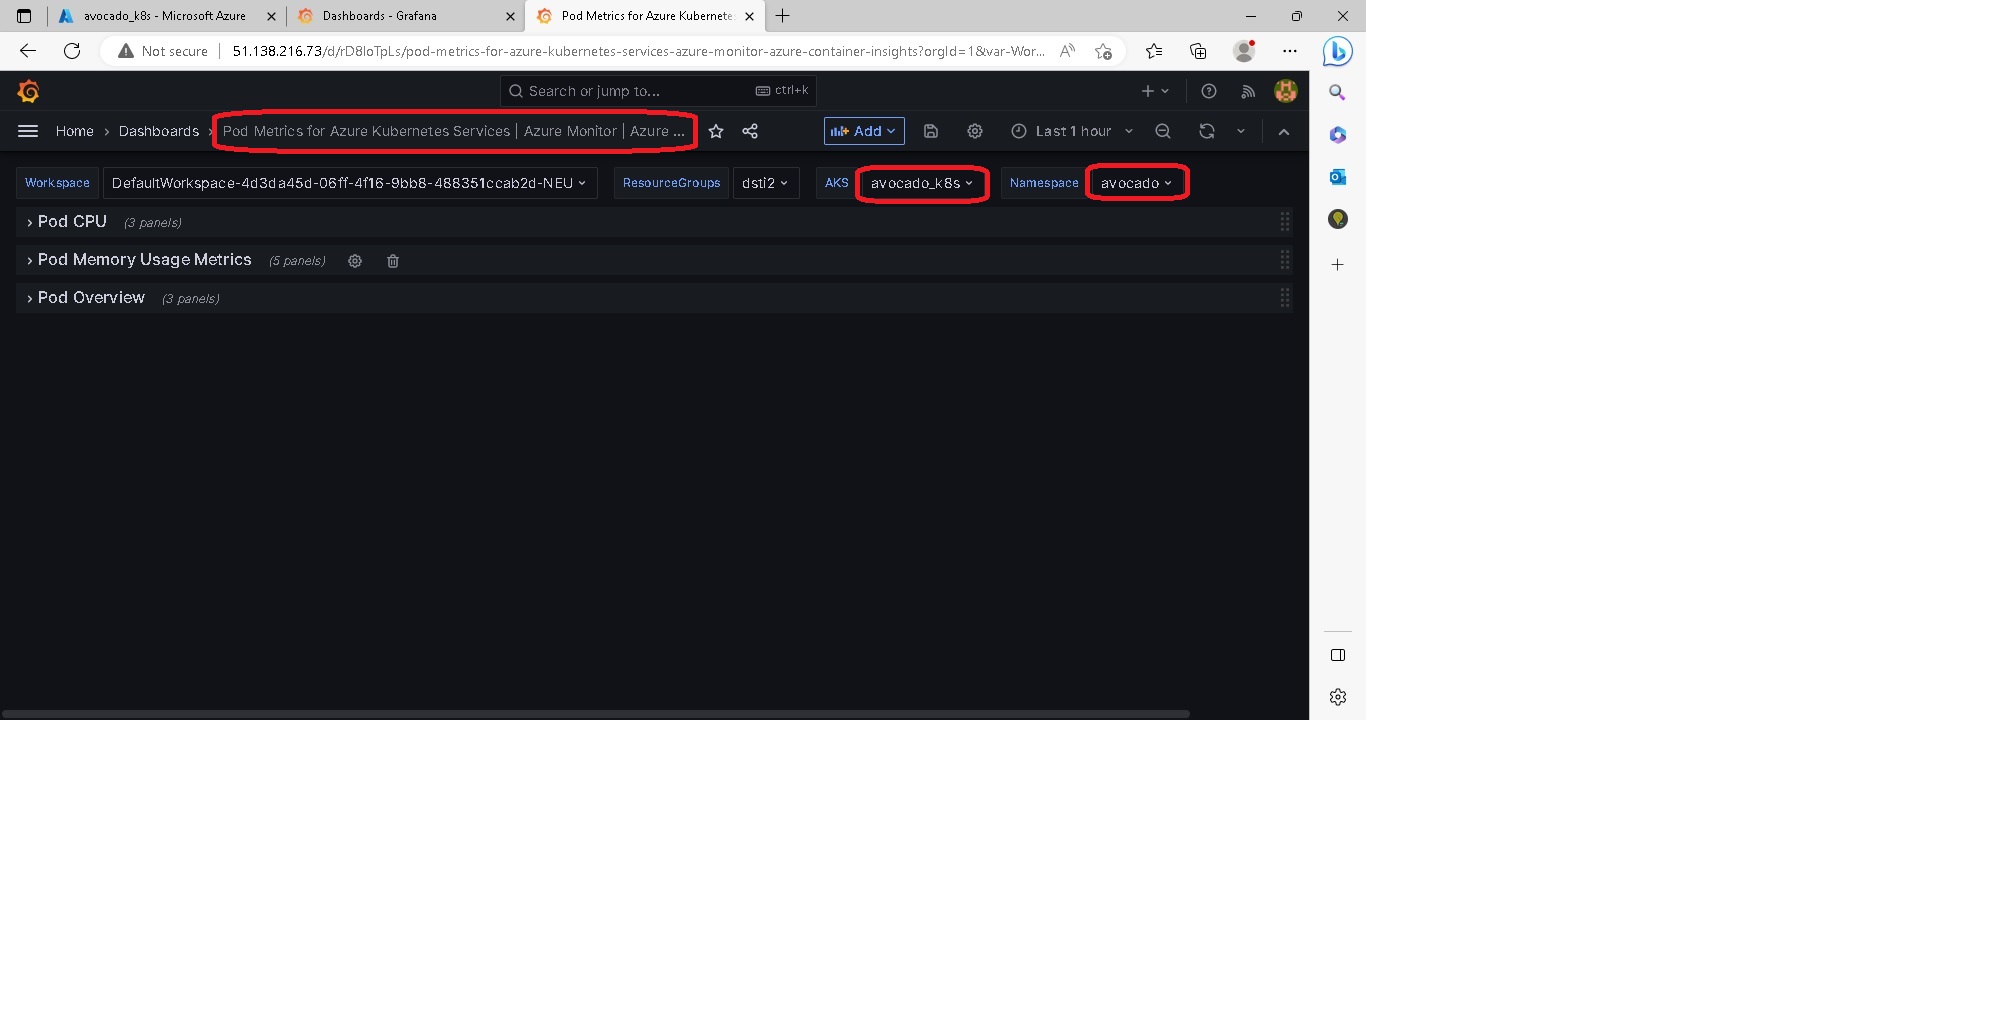 avocado_k8s - Microsoft Azure
Dashboards - Grafana
Pod Metrics for Azure Kubernete
Not secure
51.138.216.73/d/rD8IoTpLs/pod-metrics-for-azure-kubernetes-services-azure-monitor-azure-container-insights?orgId=1&var-Wor...
Search or jump to...
ctrl+k
Home
Dashboards
Pod Metrics for Azure Kubernetes Services | Azure Monitor | Azure ...
Add
Last 1 hour
Workspace
DefaultWorkspace-4d3da45d-06ff-4f16-9bb8-488351ccab2d-NEU
ResourceGroups
dsti2
AKS
avocado_k8s
Namespace
avocado
Pod CPU (3 panels)
Pod Memory Usage Metrics (5 panels)
Pod Overview (3 panels)